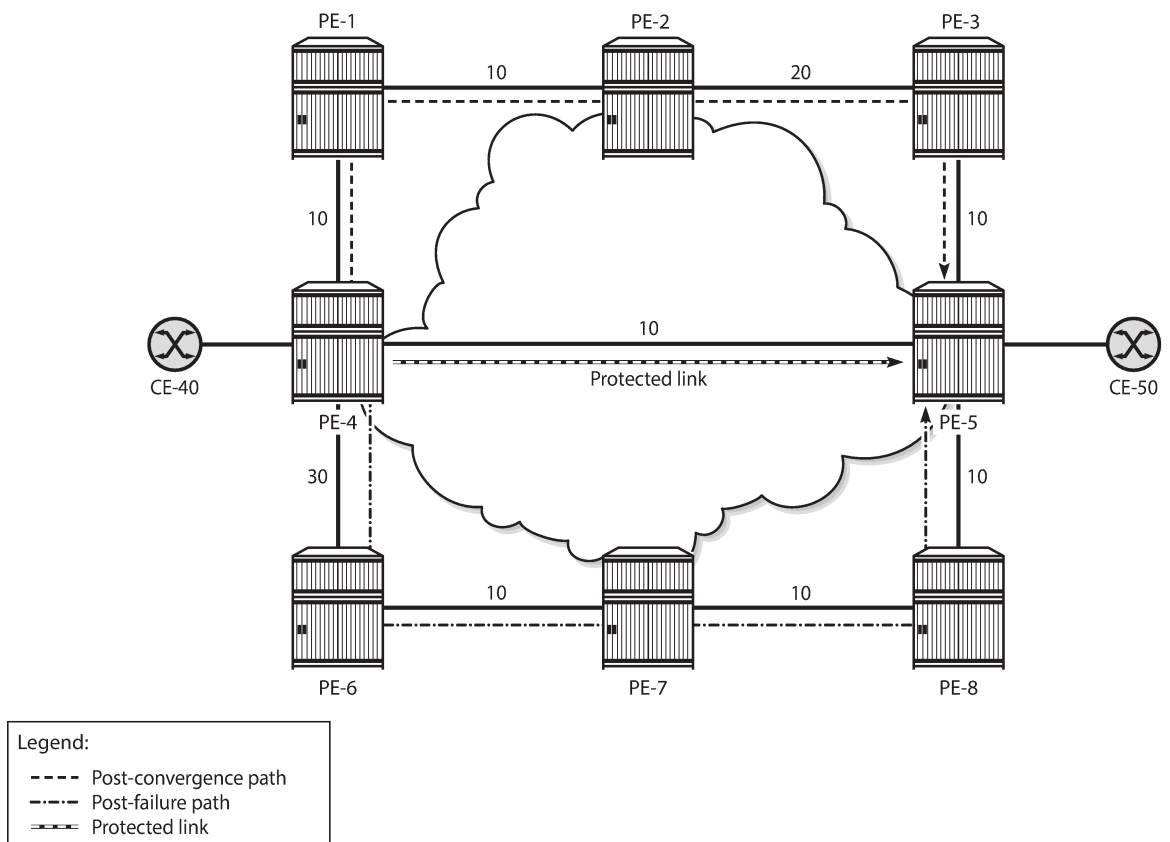 PE-1
PE-2
PE-3
10
20
10
10
CE-40
10
Protected link
CE-50
PE-4
PE-5
30
10
10
10
PE-6
PE-7
PE-8
Legend:
Post-convergence path
Post-failure path
Protected link